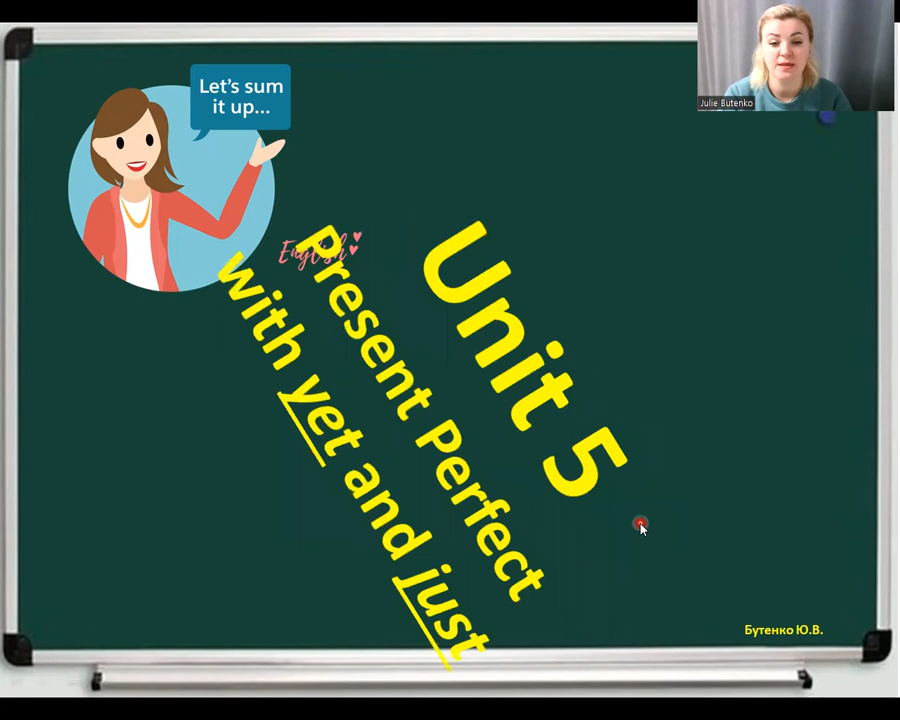 Let's sum
it up...
Julie Butenko
English
Unit 5
Present Perfect
with yet and just
Бутенко Ю.В.